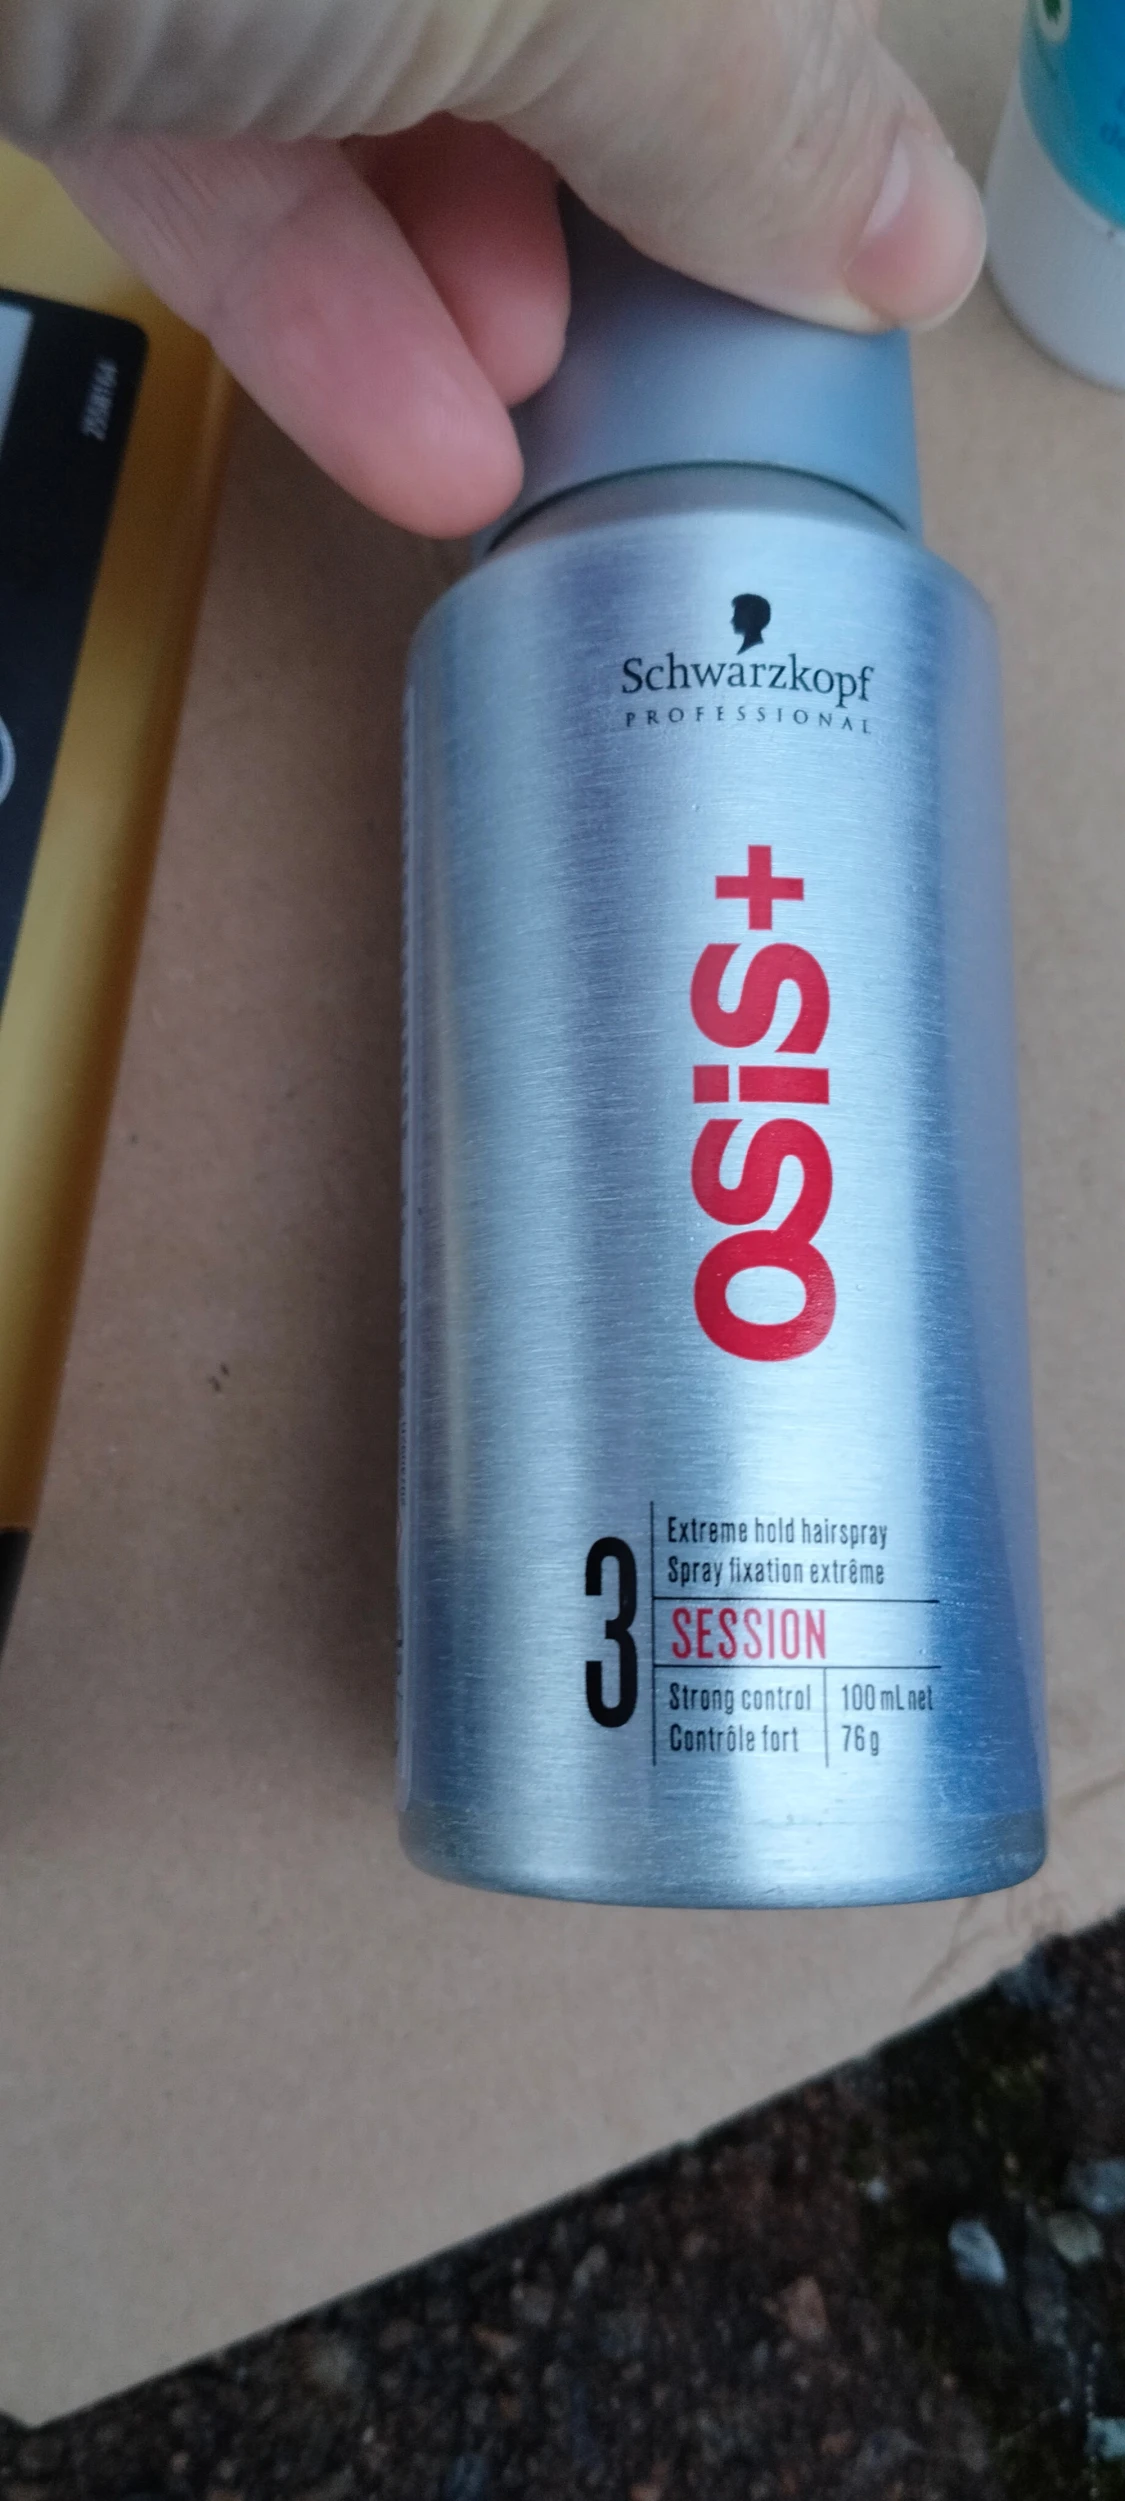 2508164
Schwarzkopf
PROFESSIONAL
OSiS+
3
Extreme hold hairspray
Spray fixation extrême
SESSION
Strong control
Contrôle fort
100 mL net
76 g